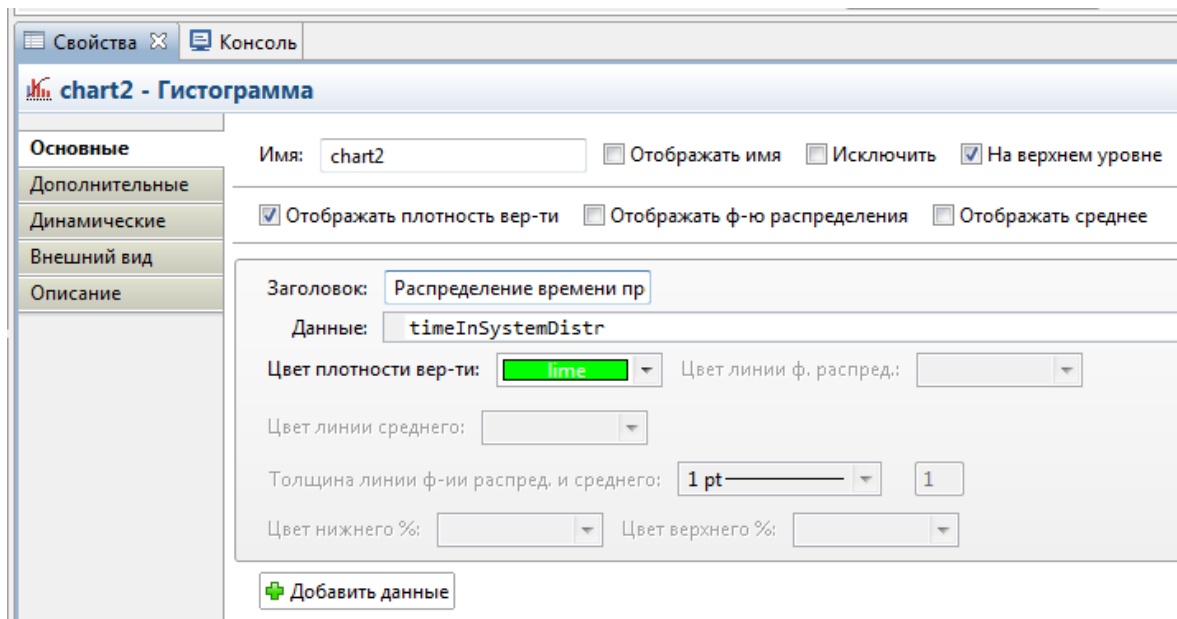 Свойства Консоль
chart2 - Гистограмма
Основные
Дополнительные
Динамические
Внешний вид
Описание
Имя: chart2 Отображать имя Исключить На верхнем уровне
Отображать плотность вер-ти Отображать ф-ю распределения Отображать среднее
Заголовок: Распределение времени пр
Данные: timeInSystemDistr
Цвет плотности вер-ти: lime Цвет линии ф. распред.:
Цвет линии среднего:
Толщина линии ф-ии распред. и среднего: 1 pt 1
Цвет нижнего %: Цвет верхнего %:
Добавить данные